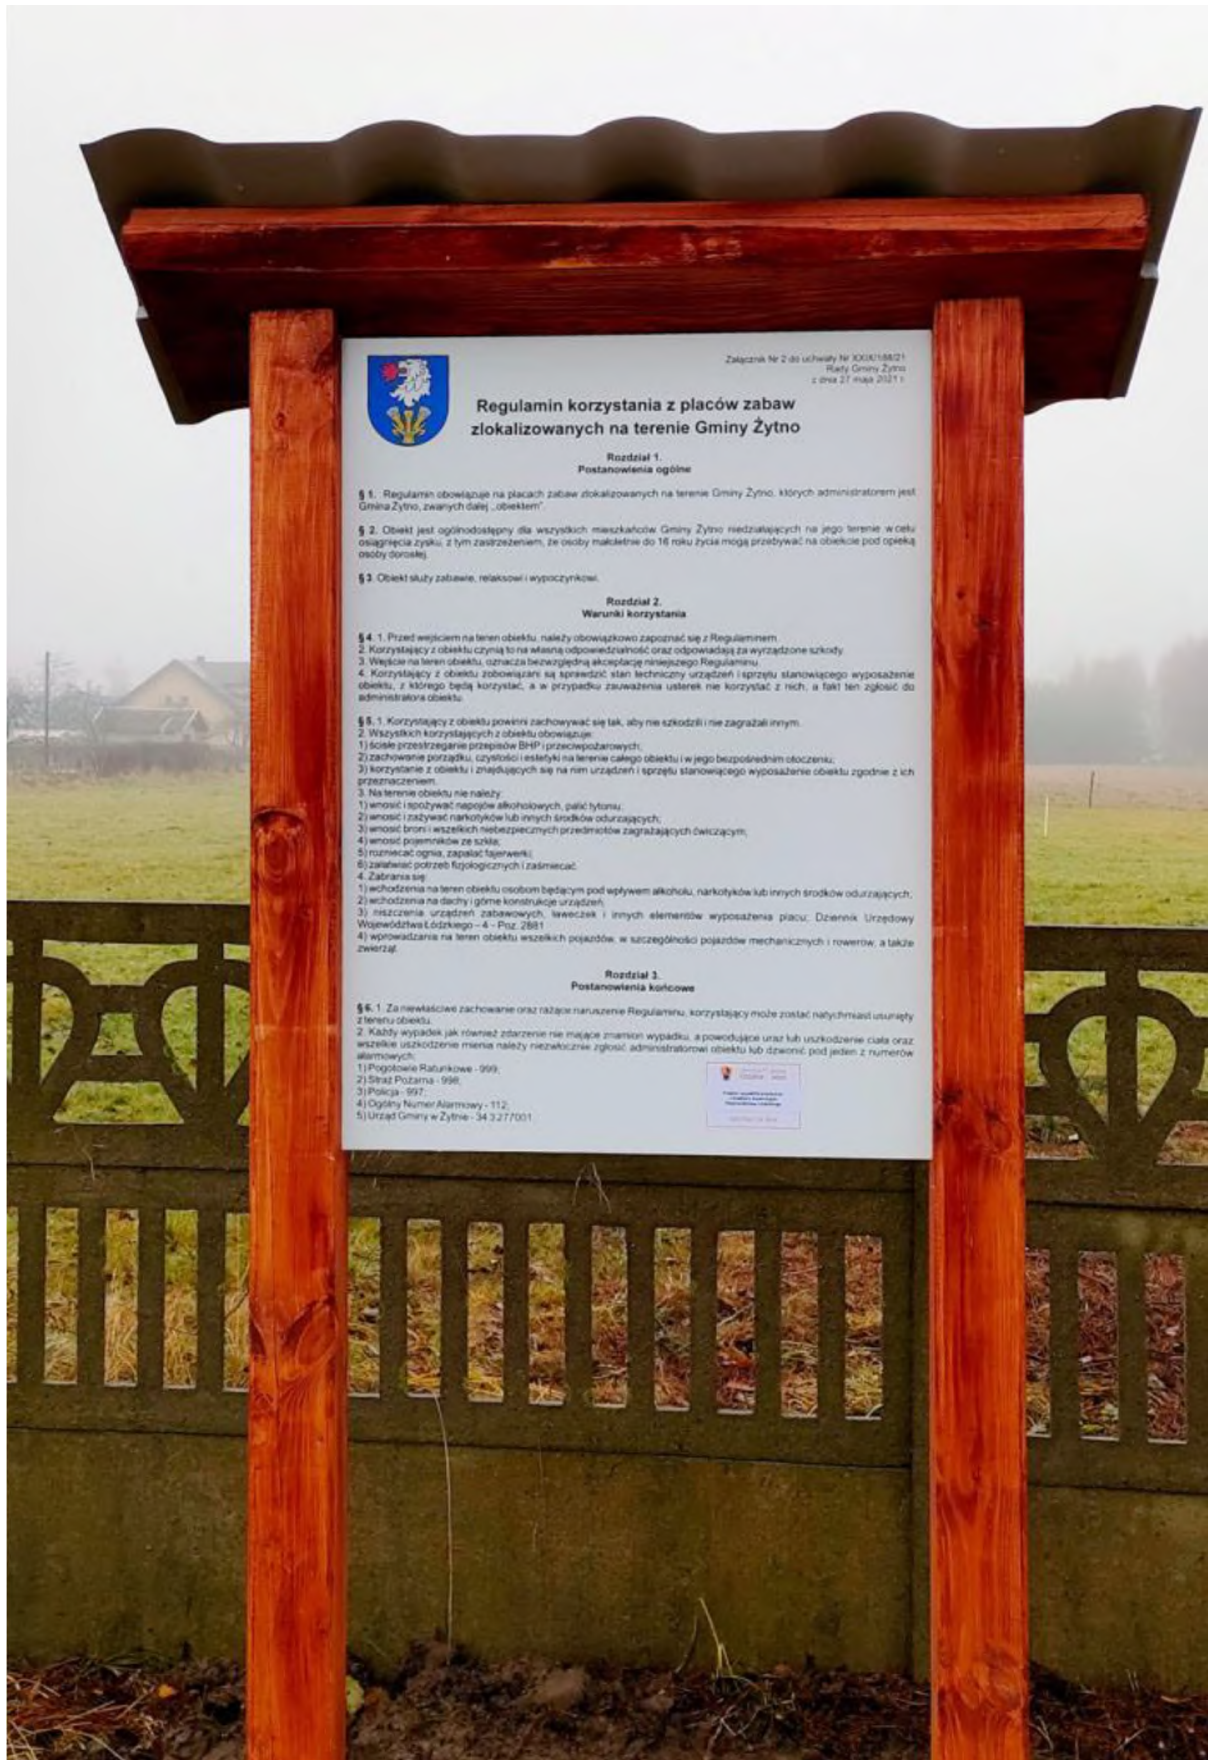 Załącznik Nr 2 do uchwały Nr XXIX/188/21
Rady Gminy Żytno
z dnia 27 maja 2021 r.
Regulamin korzystania z placów zabaw
zlokalizowanych na terenie Gminy Żytno
Rozdział 1.
Postanowienia ogólne
§ 1. Regulamin obowiązuje na placach zabaw zlokalizowanych na terenie Gminy Żytno, których administratorem jest
Gmina Żytno, zwanych dalej „obiektem”.
§ 2. Obiekt jest ogólnodostępny dla wszystkich mieszkańców Gminy Żytno niedziałających na jego terenie w celu
osiągnięcia zysku, z tym zastrzeżeniem, że osoby małoletnie do 16 roku życia mogą przebywać na obiekcie pod opieką
osoby dorosłej.
§ 3. Obiekt służy zabawie, relaksowi i wypoczynkowi.
Rozdział 2.
Warunki korzystania
§ 4. 1. Przed wejściem na teren obiektu, należy obowiązkowo zapoznać się z Regulaminem.
2. Korzystający z obiektu czynią to na własną odpowiedzialność oraz odpowiadają za wyrządzone szkody.
3. Wejście na teren obiektu, oznacza bezwzględną akceptację niniejszego Regulaminu.
4. Korzystający z obiektu zobowiązani są sprawdzić stan techniczny urządzeń i sprzętu stanowiącego wyposażenie
obiektu, z którego będą korzystać, a w przypadku zauważenia usterek nie korzystać z nich, a fakt ten zgłosić do
administratora obiektu.
§ 5. 1. Korzystający z obiektu powinni zachowywać się tak, aby nie szkodzili i nie zagrażali innym.
2. Wszystkich korzystających z obiektu obowiązuje:
1) ścisłe przestrzeganie przepisów BHP i przeciwpożarowych;
2) zachowanie porządku, czystości i estetyki na terenie całego obiektu i w jego bezpośrednim otoczeniu;
3) korzystanie z obiektu i znajdujących się na nim urządzeń i sprzętu stanowiącego wyposażenie obiektu zgodnie z ich
przeznaczeniem.
3. Na terenie obiektu nie należy:
1) wnosić i spożywać napojów alkoholowych, palić tytoniu;
2) wnosić i zażywać narkotyków lub innych środków odurzających;
3) wnosić broni i wszelkich niebezpiecznych przedmiotów zagrażających ćwiczącym;
4) wnosić pojemników ze szkła;
5) rozniecać ognia, zapalać fajerwerki;
6) załatwiać potrzeb fizjologicznych i zaśmiecać.
4. Zabrania się:
1) wchodzenia na teren obiektu osobom będącym pod wpływem alkoholu, narkotyków lub innych środków odurzających;
2) wchodzenia na dachy i górne konstrukcje urządzeń;
3) niszczenia urządzeń zabawowych, ławeczek i innych elementów wyposażenia placu; Dziennik Urzędowy
Województwa Łódzkiego – 4 – Poz. 2881
4) wprowadzania na teren obiektu wszelkich pojazdów, w szczególności pojazdów mechanicznych i rowerów, a także
zwierząt.
Rozdział 3.
Postanowienia końcowe
§ 6. 1. Za niewłaściwe zachowanie oraz rażące naruszenie Regulaminu, korzystający może zostać natychmiast usunięty
z terenu obiektu.
2. Każdy wypadek jak również zdarzenie nie mające znamion wypadku, a powodujące uraz lub uszkodzenie ciała oraz
wszelkie uszkodzenie mienia należy niezwłocznie zgłosić administratorowi obiektu lub dzwonić pod jeden z numerów
alarmowych:
1) Pogotowie Ratunkowe - 999;
2) Straż Pożarna - 998;
3) Policja - 997;
4) Ogólny Numer Alarmowy - 112;
5) Urząd Gminy w Żytnie - 34 3 277001